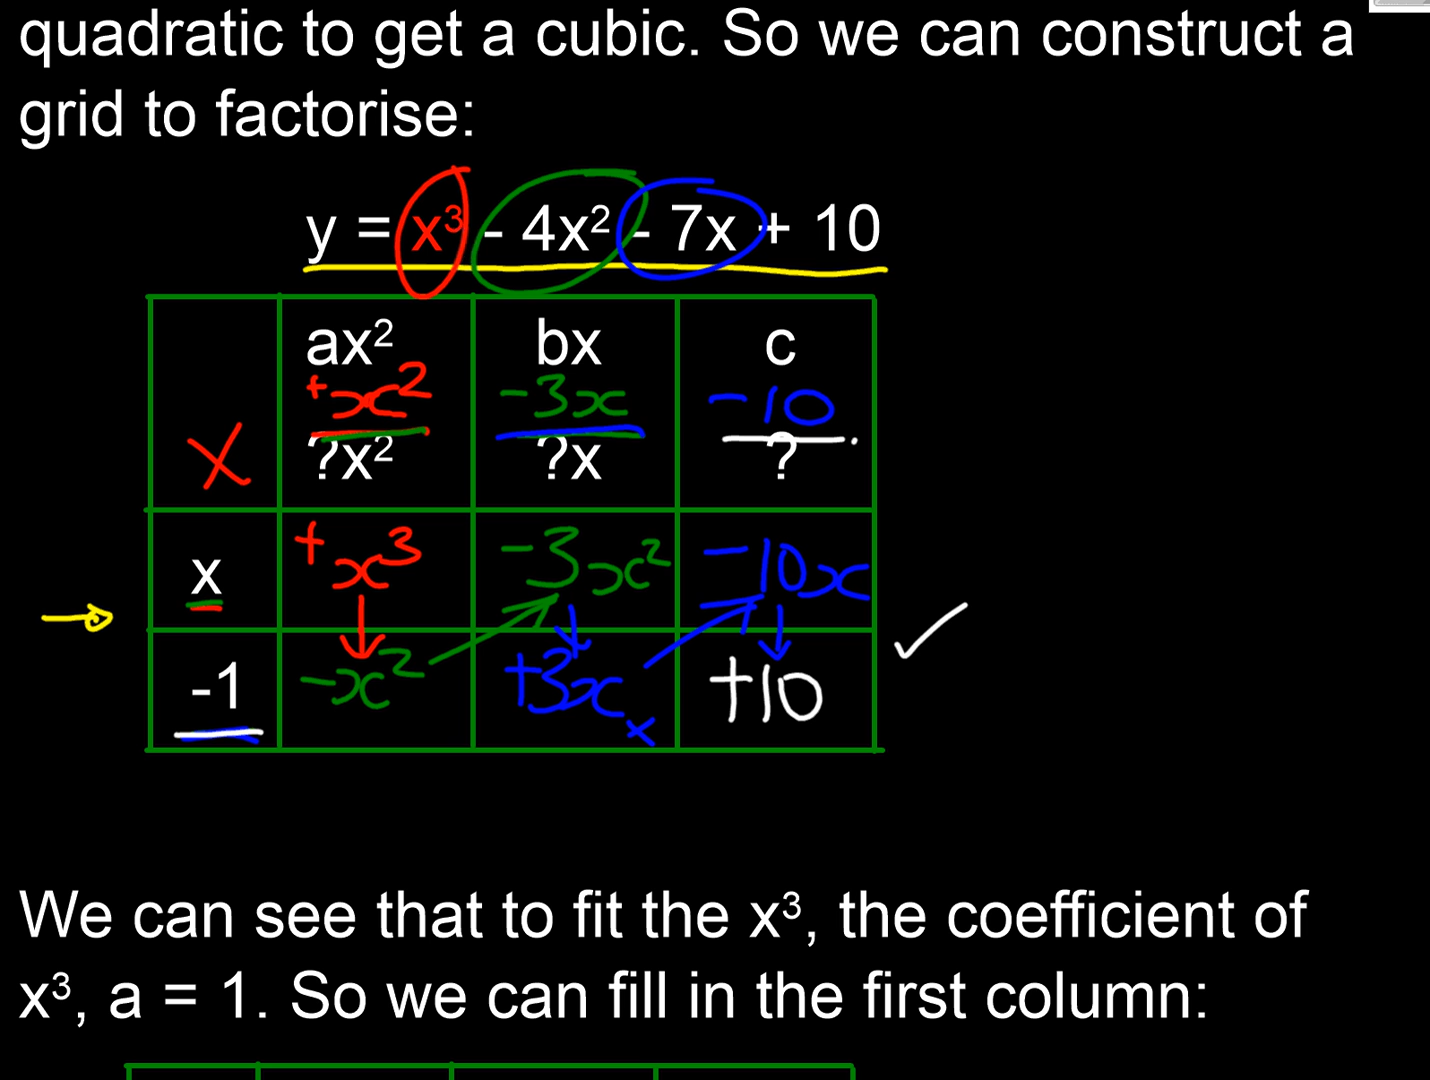 quadratic to get a cubic. So we can construct a
grid to factorise:
y = x³ - 4x² - 7x + 10
ax² bx c
+x² -3x -10
X ?x² ?x ?
x +x³ -3x² -10x
-1 -x² +3x +10
x
We can see that to fit the x³, the coefficient of
x³, a = 1. So we can fill in the first column: